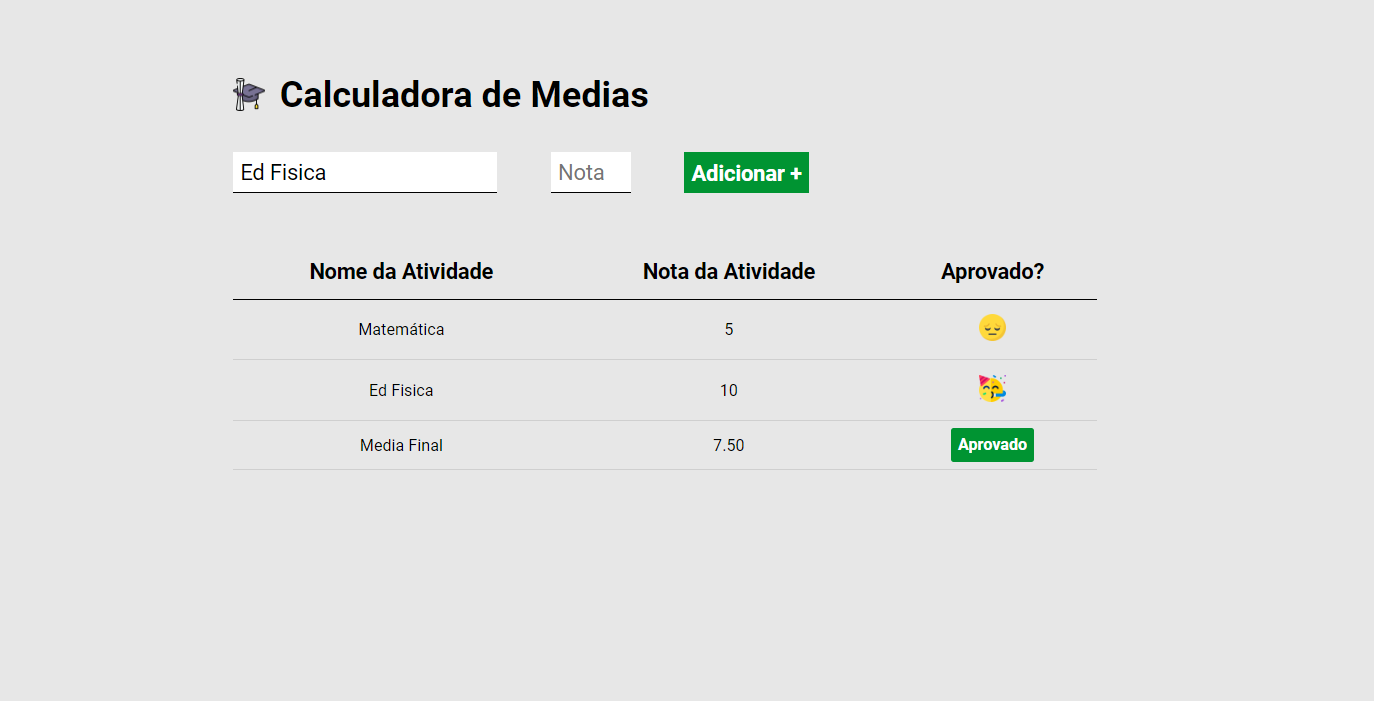 Calculadora de Medias
Ed Fisica Nota Adicionar +
Nome da Atividade Nota da Atividade Aprovado?
Matemática 5
Ed Fisica 10
Media Final 7.50 Aprovado